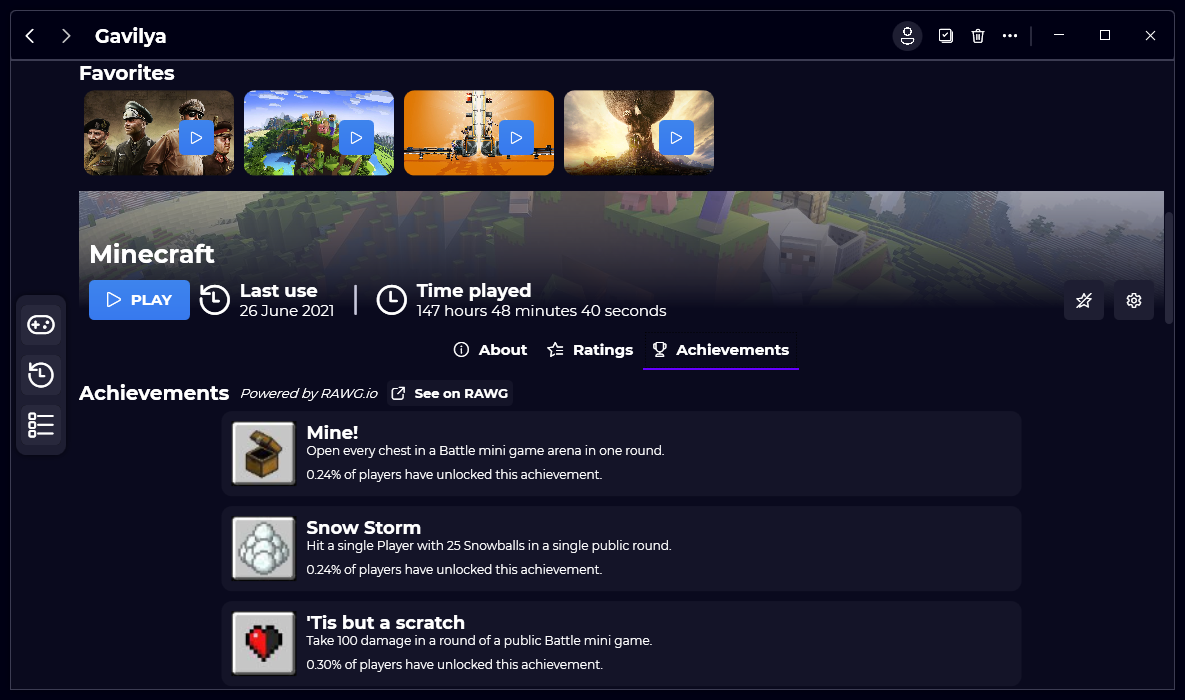 Gavilya
Favorites
Minecraft
PLAY
Last use
26 June 2021
Time played
147 hours 48 minutes 40 seconds
About
Ratings
Achievements
Achievements
Powered by RAWG.io
See on RAWG
Mine!
Open every chest in a Battle mini game arena in one round.
0.24% of players have unlocked this achievement.
Snow Storm
Hit a single Player with 25 Snowballs in a single public round.
0.24% of players have unlocked this achievement.
'Tis but a scratch
Take 100 damage in a round of a public Battle mini game.
0.30% of players have unlocked this achievement.